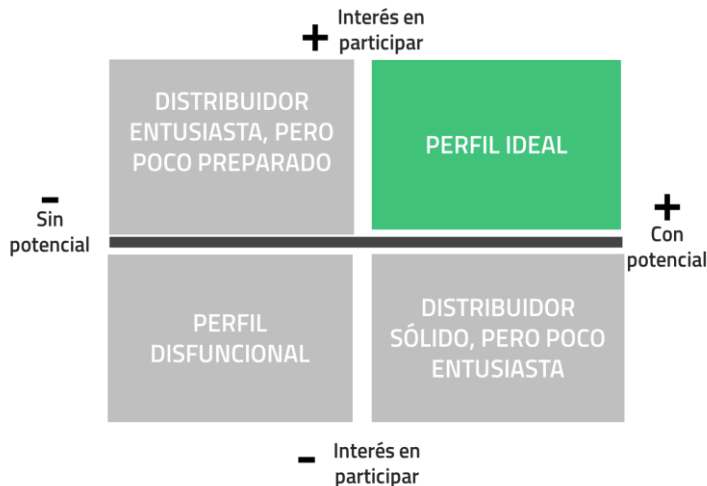 + Interés en
participar
DISTRIBUIDOR
ENTUSIASTA, PERO
POCO PREPARADO
PERFIL IDEAL
-
Sin
potencial
+
Con
potencial
PERFIL
DISFUNCIONAL
DISTRIBUIDOR
SÓLIDO, PERO POCO
ENTUSIASTA
- Interés en
participar